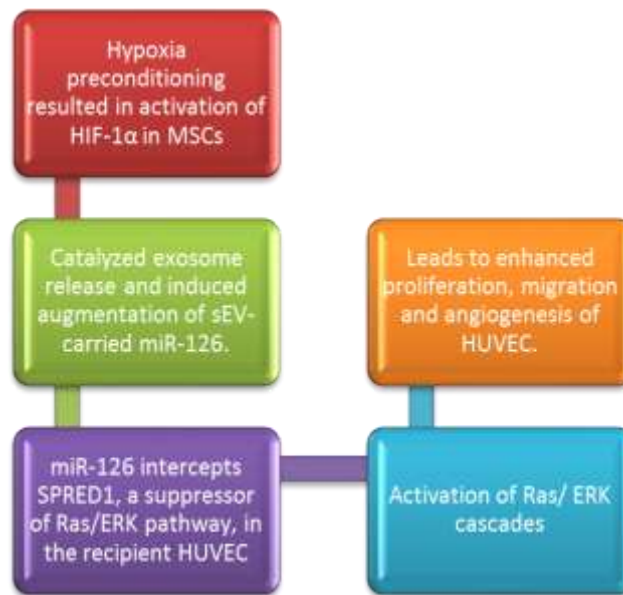 Hypoxia
preconditioning
resulted in activation of
HIF-1α in MSCs
Catalyzed exosome
release and induced
augmentation of sEV-
carried miR-126.
miR-126 intercepts
SPRED1, a suppressor
of Ras/ERK pathway, in
the recipient HUVEC
Activation of Ras/ ERK
cascades
Leads to enhanced
proliferation, migration
and angiogenesis of
HUVEC.